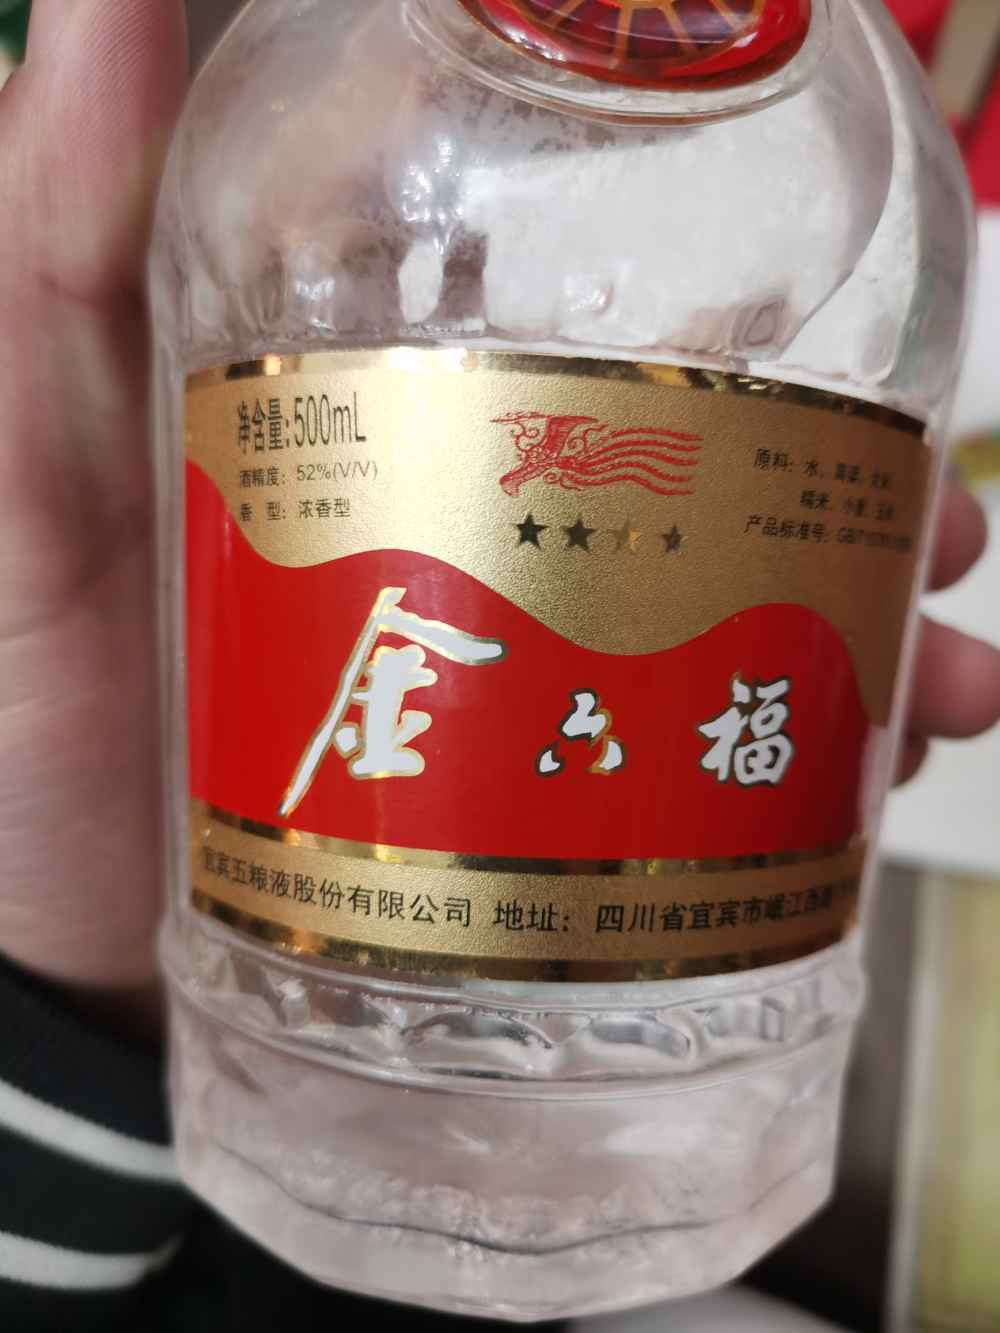 净含量:500mL
酒精度：52%(V/V)
香 型：浓香型
原料：水、高粱、大米、
糯米、小麦、玉米
产品标准号：GB/T
金六福
宜宾五粮液股份有限公司 地址：四川省宜宾市岷江西路